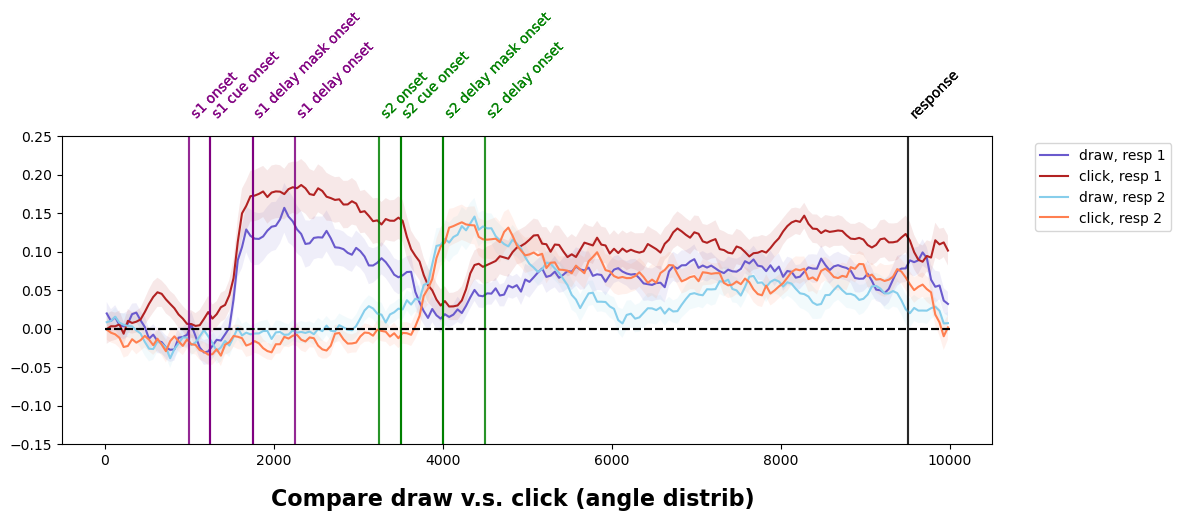 s1 onset
s1 cue onset
s1 delay mask onset
s1 delay onset
s2 onset
s2 cue onset
s2 delay mask onset
s2 delay onset
response
0.25
0.20
0.15
0.10
0.05
0.00
−0.05
−0.10
−0.15
0
2000
4000
6000
8000
10000
draw, resp 1
click, resp 1
draw, resp 2
click, resp 2
Compare draw v.s. click (angle distrib)